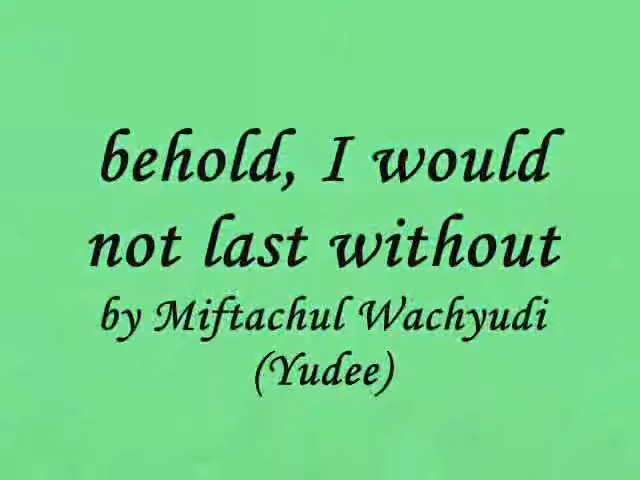 behold, I would
not last without
by Miftachul Wachyudi
(Yudee)